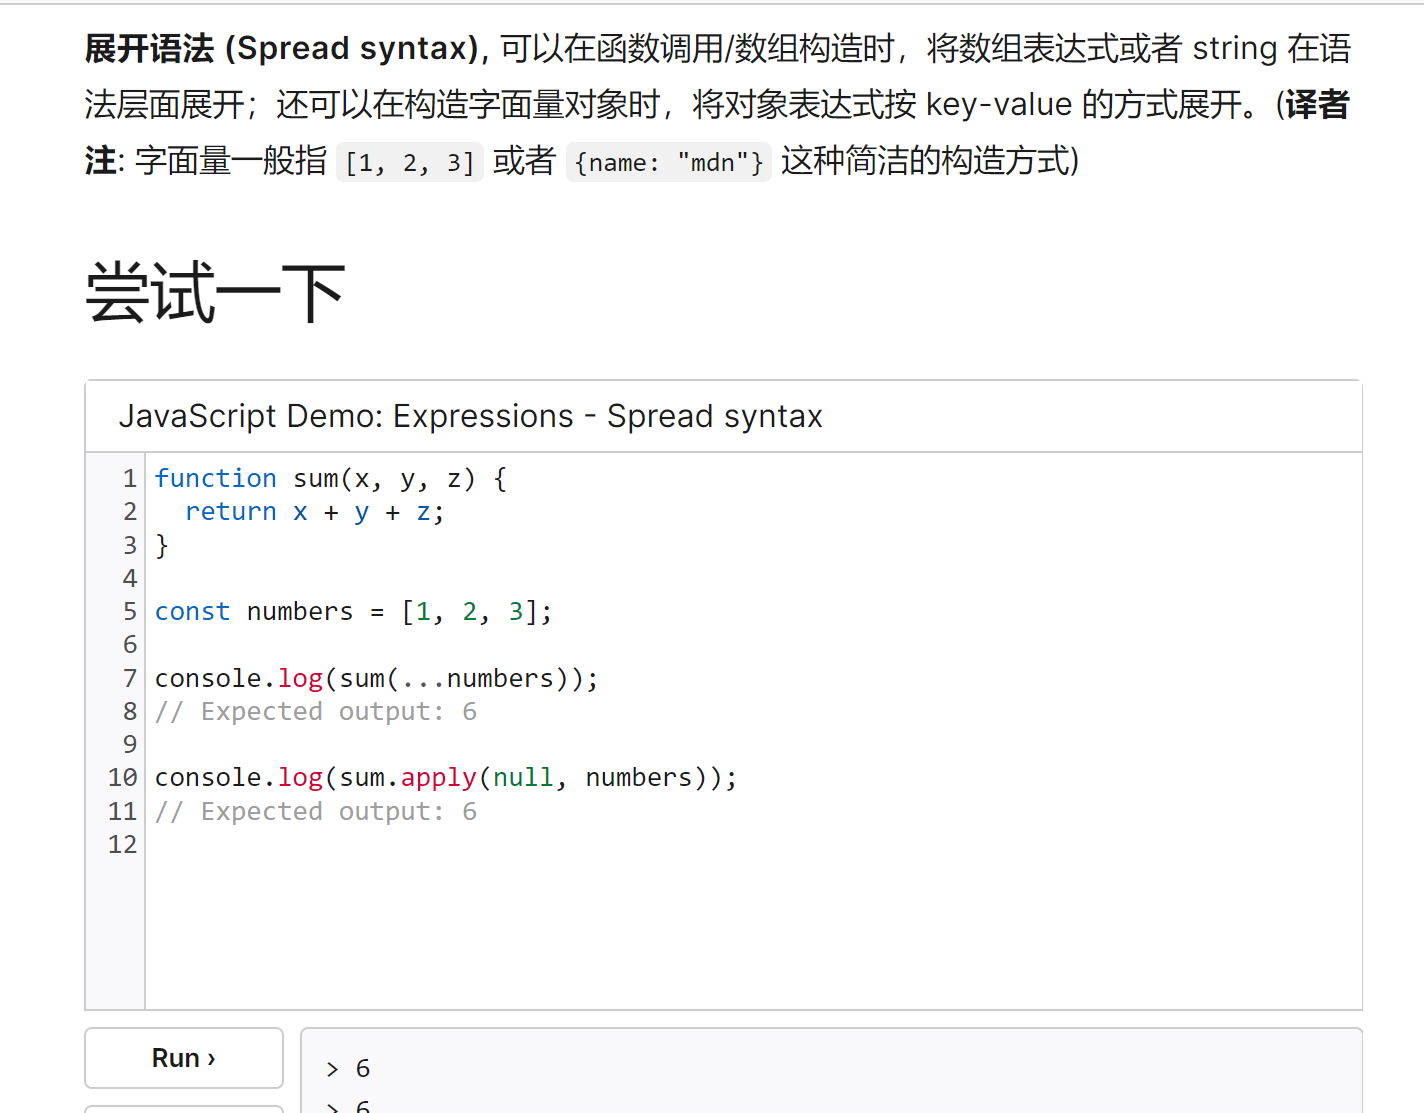 展开语法 (Spread syntax), 可以在函数调用/数组构造时，将数组表达式或者 string 在语
法层面展开；还可以在构造字面量对象时，将对象表达式按 key-value 的方式展开。(译者
注: 字面量一般指 [1, 2, 3] 或者 {name: "mdn"} 这种简洁的构造方式)
尝试一下
JavaScript Demo: Expressions - Spread syntax
1 function sum(x, y, z) {
2   return x + y + z;
3 }
4
5 const numbers = [1, 2, 3];
6
7 console.log(sum(...numbers));
8 // Expected output: 6
9
10 console.log(sum.apply(null, numbers));
11 // Expected output: 6
12
Run ›
> 6
> 6